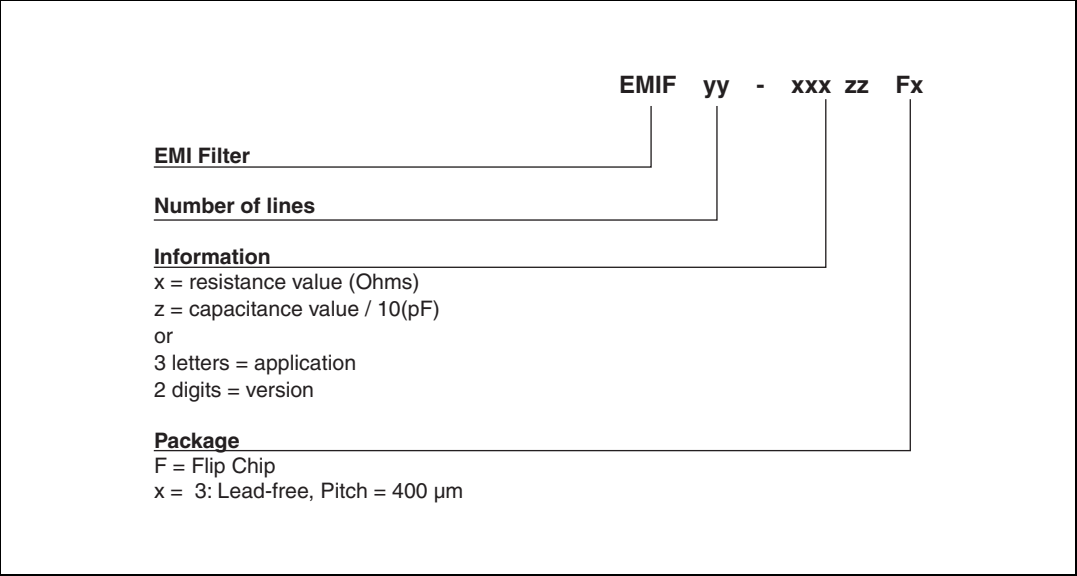 EMIF yy - xxx zz Fx
EMI Filter
Number of lines
Information
x = resistance value (Ohms)
z = capacitance value / 10(pF)
or
3 letters = application
2 digits = version
Package
F = Flip Chip
x = 3: Lead-free, Pitch = 400 µm